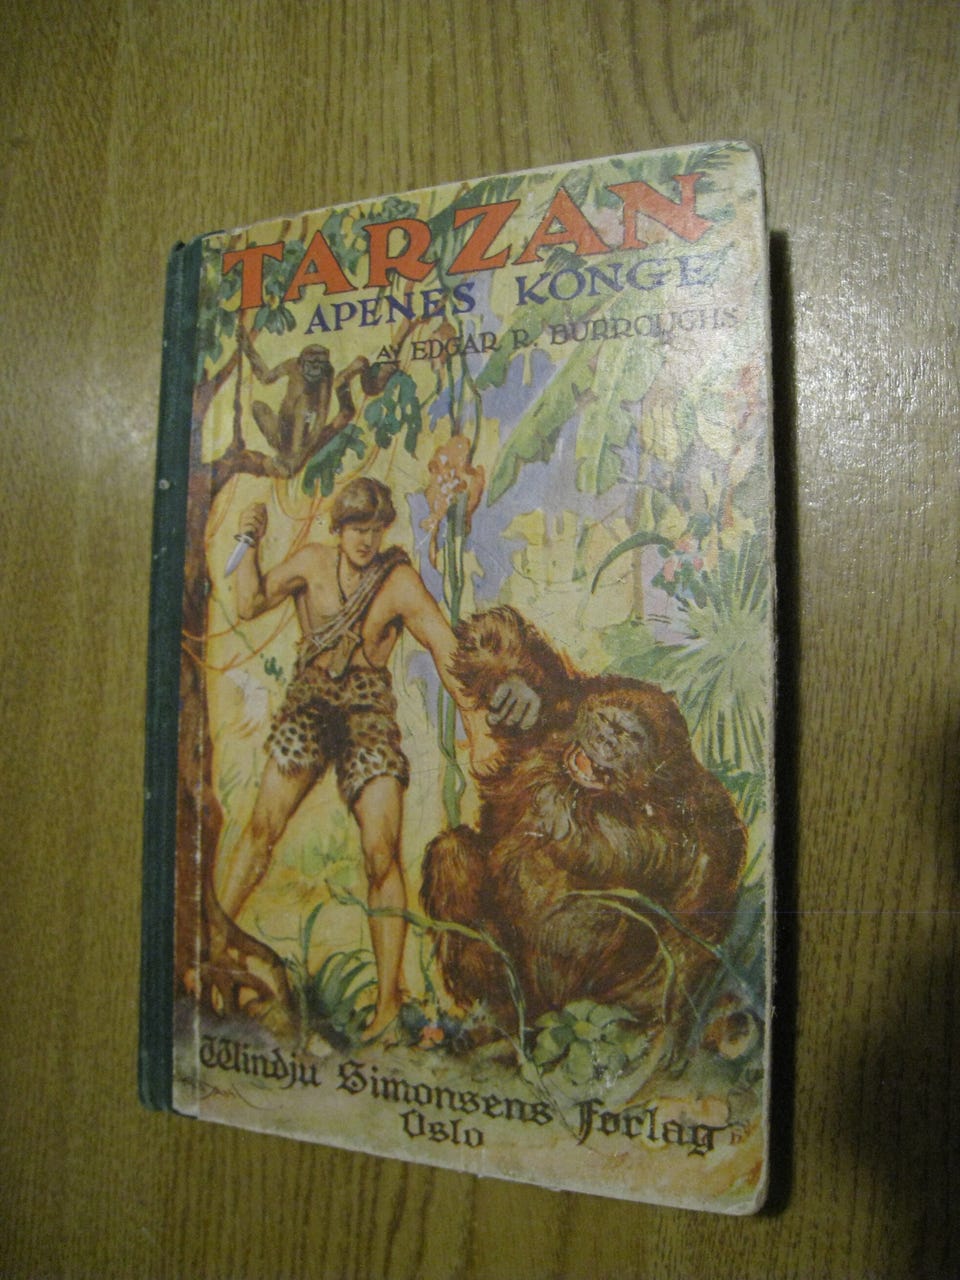 TARZAN
APENES KONGE
AV EDGAR R. BURROUGHS
Windju Simonsens Forlag
Oslo